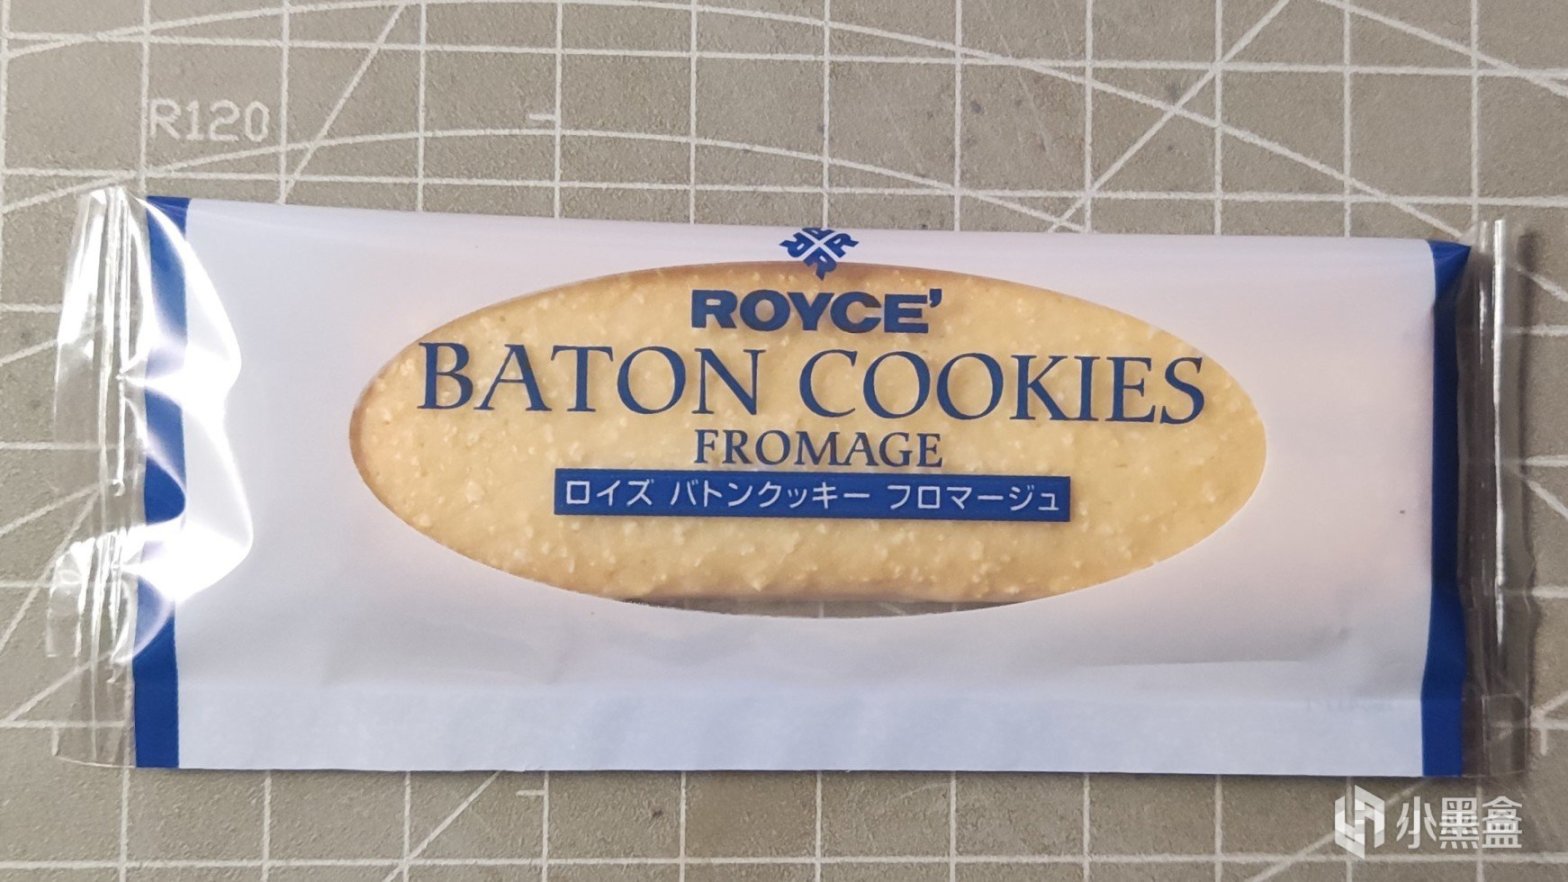 R120
ROYCE'
BATON COOKIES
FROMAGE
ロイズ バトンクッキー フロマージュ
小黑盒